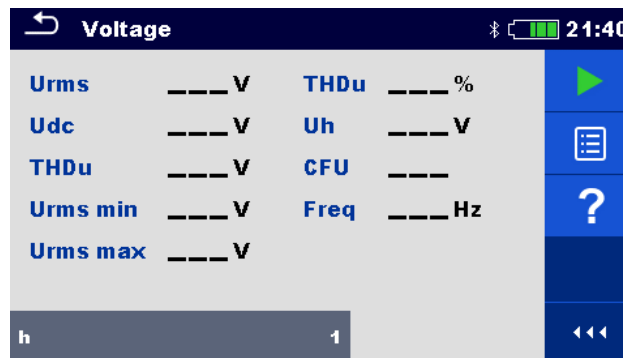 Voltage 21:40
Urms ___V THDu ___%
Udc ___V Uh ___V
THDu ___V CFU ___
Urms min ___V Freq ___Hz
Urms max ___V
?
h 1